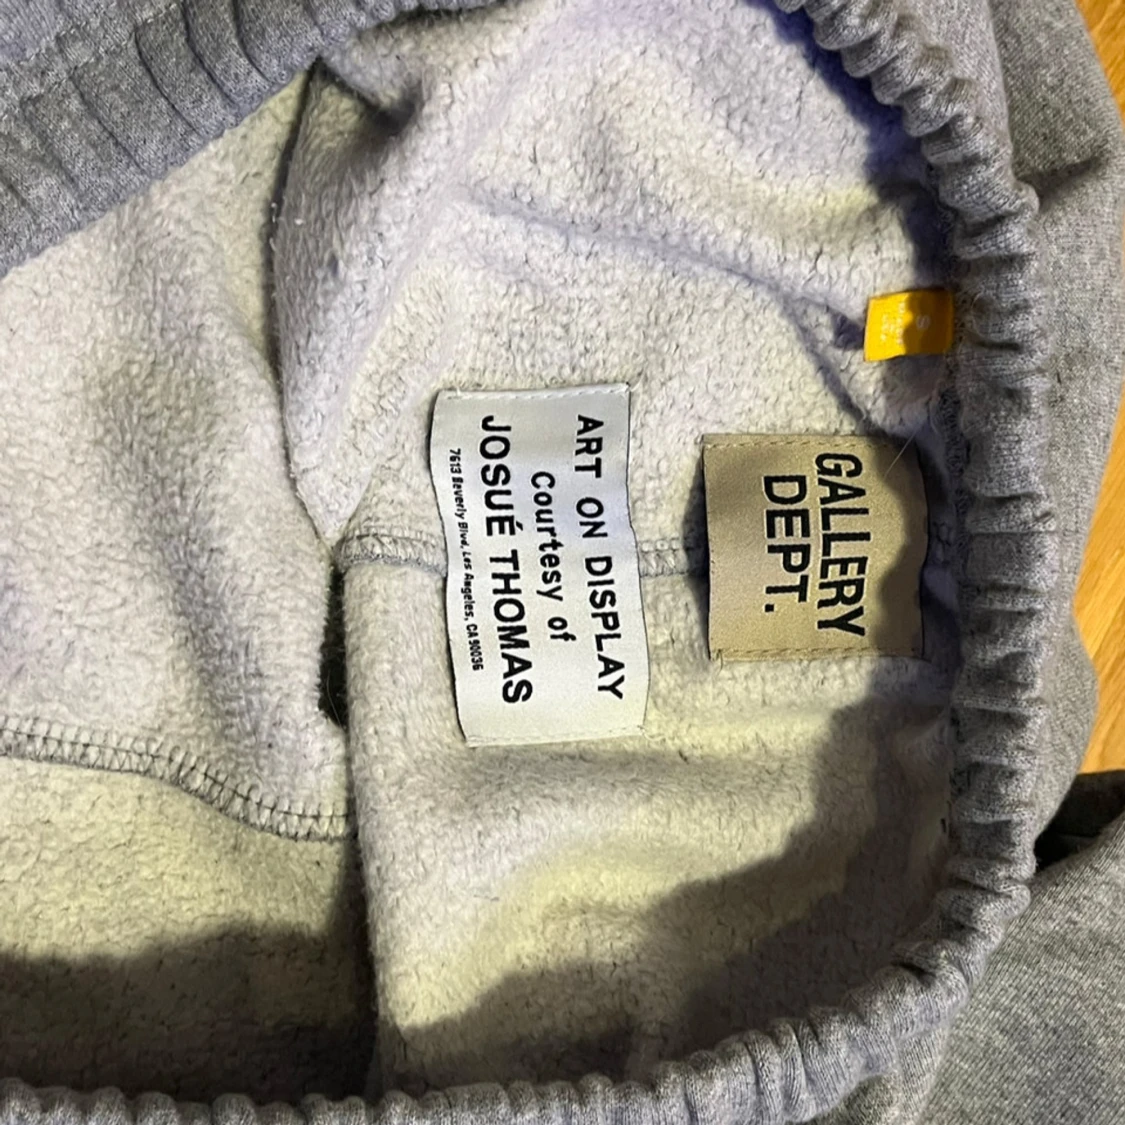 GALLERY
DEPT.
ART ON DISPLAY
Courtesy of
JOSUÉ THOMAS
7613 Beverly Blvd. Los Angeles, CA 90036